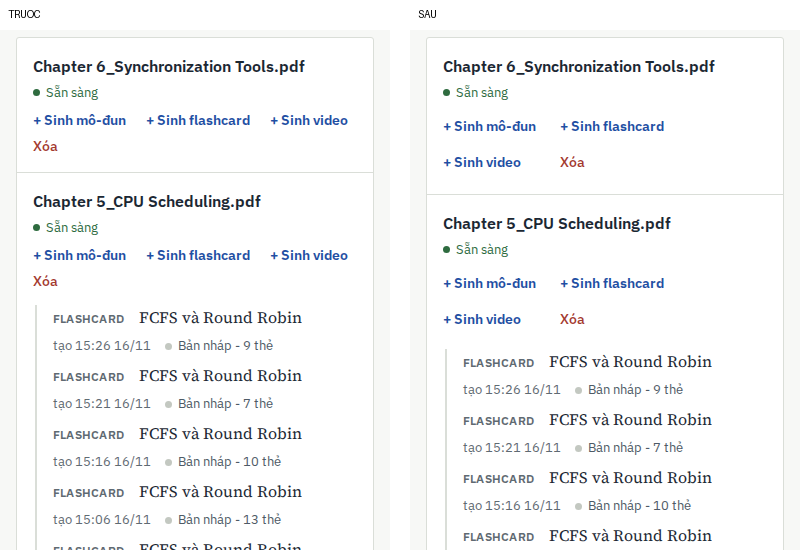 TRUOC
Chapter 6_Synchronization Tools.pdf
Sẵn sàng
+ Sinh mô-đun + Sinh flashcard + Sinh video
Xóa
Chapter 5_CPU Scheduling.pdf
Sẵn sàng
+ Sinh mô-đun + Sinh flashcard + Sinh video
Xóa
FLASHCARD FCFS và Round Robin
tạo 15:26 16/11 Bản nháp - 9 thẻ
FLASHCARD FCFS và Round Robin
tạo 15:21 16/11 Bản nháp - 7 thẻ
FLASHCARD FCFS và Round Robin
tạo 15:16 16/11 Bản nháp - 10 thẻ
FLASHCARD FCFS và Round Robin
tạo 15:06 16/11 Bản nháp - 13 thẻ
FLASHCARD FCFS và Round Robin
SAU
Chapter 6_Synchronization Tools.pdf
Sẵn sàng
+ Sinh mô-đun + Sinh flashcard
+ Sinh video Xóa
Chapter 5_CPU Scheduling.pdf
Sẵn sàng
+ Sinh mô-đun + Sinh flashcard
+ Sinh video Xóa
FLASHCARD FCFS và Round Robin
tạo 15:26 16/11 Bản nháp - 9 thẻ
FLASHCARD FCFS và Round Robin
tạo 15:21 16/11 Bản nháp - 7 thẻ
FLASHCARD FCFS và Round Robin
tạo 15:16 16/11 Bản nháp - 10 thẻ
FLASHCARD FCFS và Round Robin